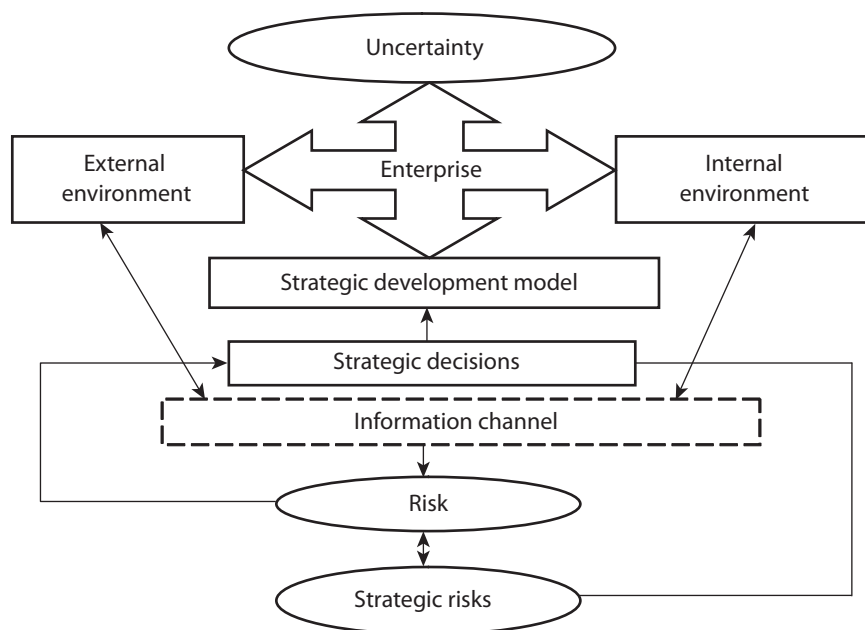 Uncertainty
External
environment
Enterprise
Internal
environment
Strategic development model
Strategic decisions
Information channel
Risk
Strategic risks